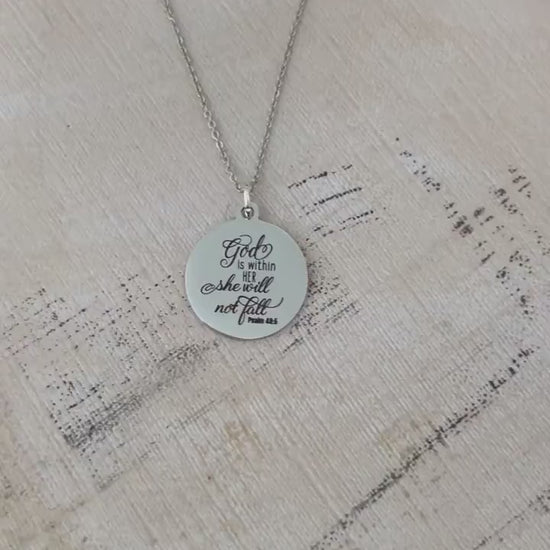 God
is within
HER
she will
not fall
Psalm 46:5